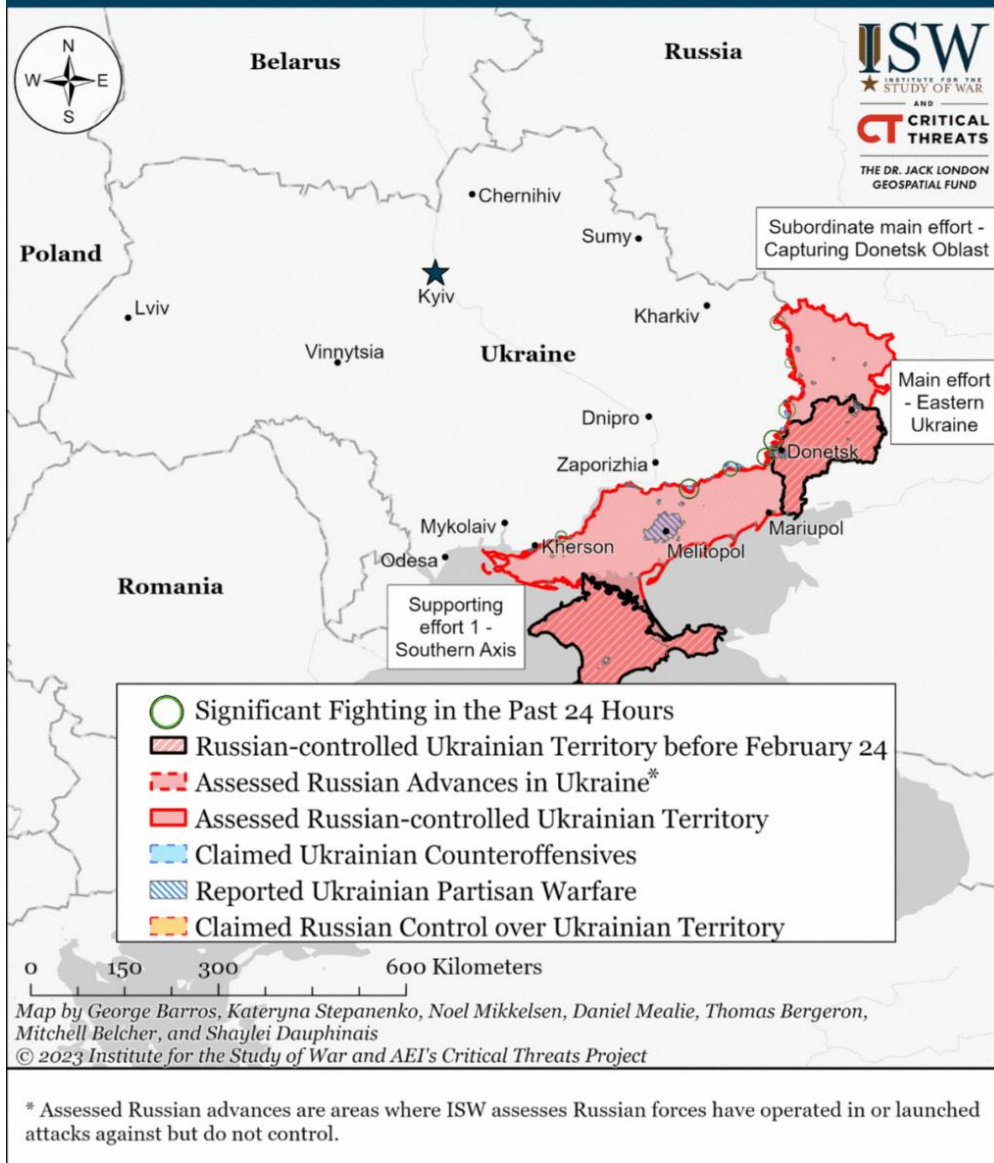 N
W
E
S
Belarus
Russia
ISW
INSTITUTE FOR THE
STUDY OF WAR
AND
CT CRITICAL
THREATS
THE DR. JACK LONDON
GEOSPATIAL FUND
Chernihiv
Subordinate main effort -
Capturing Donetsk Oblast
Sumy
Poland
Kyiv
Lviv
Kharkiv
Vinnytsia
Ukraine
Main effort
- Eastern
Ukraine
Dnipro
Donetsk
Zaporizhia
Mykolaiv
Mariupol
Kherson
Melitopol
Odesa
Romania
Supporting
effort 1 -
Southern Axis
Significant Fighting in the Past 24 Hours
Russian-controlled Ukrainian Territory before February 24
Assessed Russian Advances in Ukraine*
Assessed Russian-controlled Ukrainian Territory
Claimed Ukrainian Counteroffensives
Reported Ukrainian Partisan Warfare
Claimed Russian Control over Ukrainian Territory
0 150 300 600 Kilometers
Map by George Barros, Kateryna Stepanenko, Noel Mikkelsen, Daniel Mealie, Thomas Bergeron,
Mitchell Belcher, and Shaylei Dauphinais
© 2023 Institute for the Study of War and AEI's Critical Threats Project
* Assessed Russian advances are areas where ISW assesses Russian forces have operated in or launched
attacks against but do not control.